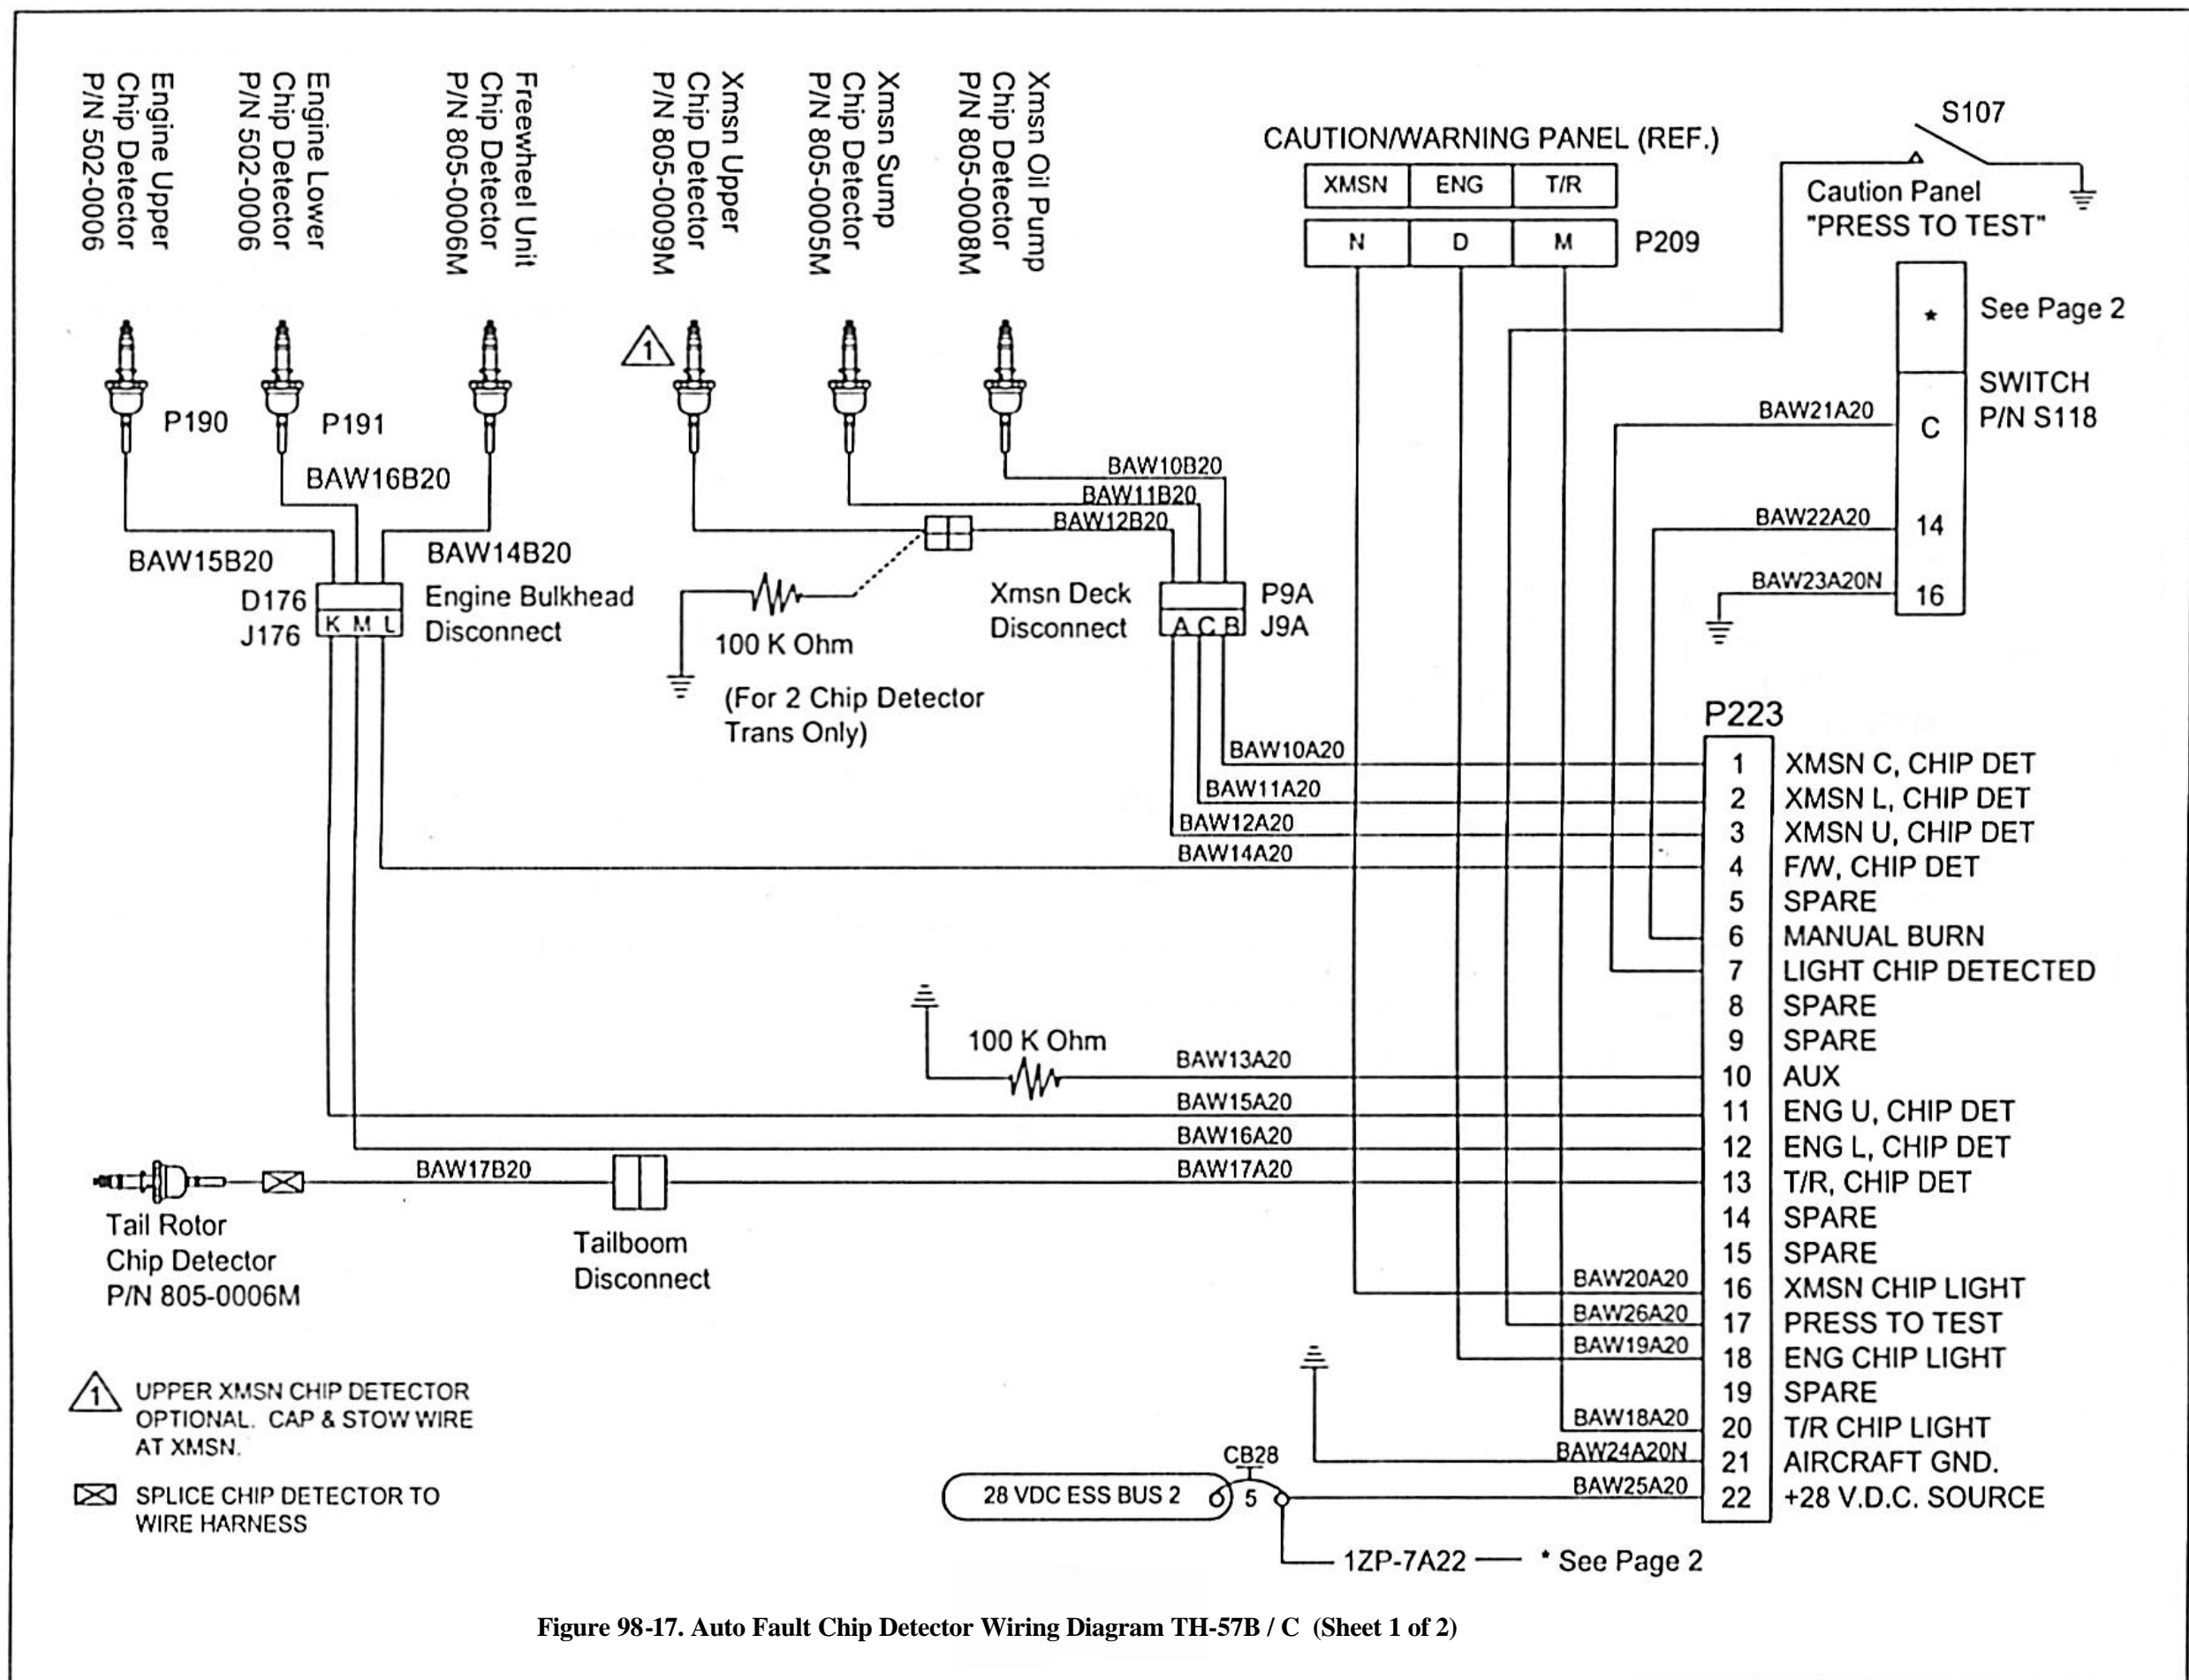 Engine Upper
Chip Detector
P/N 502-0006
Engine Lower
Chip Detector
P/N 502-0006
Freewheel Unit
Chip Detector
P/N 805-0006M
Xmsn Upper
Chip Detector
P/N 805-0009M
Xmsn Sump
Chip Detector
P/N 805-0005M
Xmsn Oil Pump
Chip Detector
P/N 805-0008M
CAUTION/WARNING PANEL (REF.)
XMSN ENG T/R
N D M P209
S107
Caution Panel
"PRESS TO TEST"
* See Page 2
SWITCH
P/N S118
BAW21A20 C
BAW22A20 14
BAW23A20N 16
1
P190
P191
BAW16B20
BAW15B20
BAW14B20
BAW10B20
BAW11B20
BAW12B20
D176
J176
K M L
Engine Bulkhead
Disconnect
100 K Ohm
(For 2 Chip Detector
Trans Only)
Xmsn Deck
Disconnect
P9A
A C B J9A
P223
BAW10A20 1 XMSN C, CHIP DET
BAW11A20 2 XMSN L, CHIP DET
BAW12A20 3 XMSN U, CHIP DET
BAW14A20 4 F/W, CHIP DET
5 SPARE
6 MANUAL BURN
7 LIGHT CHIP DETECTED
8 SPARE
9 SPARE
100 K Ohm
BAW13A20 10 AUX
BAW15A20 11 ENG U, CHIP DET
BAW16A20 12 ENG L, CHIP DET
BAW17B20 BAW17A20 13 T/R, CHIP DET
14 SPARE
15 SPARE
BAW20A20 16 XMSN CHIP LIGHT
BAW26A20 17 PRESS TO TEST
BAW19A20 18 ENG CHIP LIGHT
19 SPARE
BAW18A20 20 T/R CHIP LIGHT
BAW24A20N 21 AIRCRAFT GND.
BAW25A20 22 +28 V.D.C. SOURCE
Tail Rotor
Chip Detector
P/N 805-0006M
Tailboom
Disconnect
1 UPPER XMSN CHIP DETECTOR
OPTIONAL. CAP & STOW WIRE
AT XMSN.
SPLICE CHIP DETECTOR TO
WIRE HARNESS
CB28
28 VDC ESS BUS 2 5
1ZP-7A22 * See Page 2
Figure 98-17. Auto Fault Chip Detector Wiring Diagram TH-57B / C (Sheet 1 of 2)